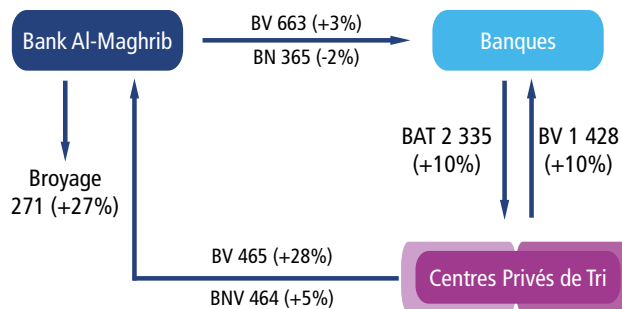 Bank Al-Maghrib
BV 663 (+3%)
BN 365 (-2%)
Banques
BAT 2 335
(+10%)
BV 1 428
(+10%)
Broyage
271 (+27%)
BV 465 (+28%)
BNV 464 (+5%)
Centres Privés de Tri